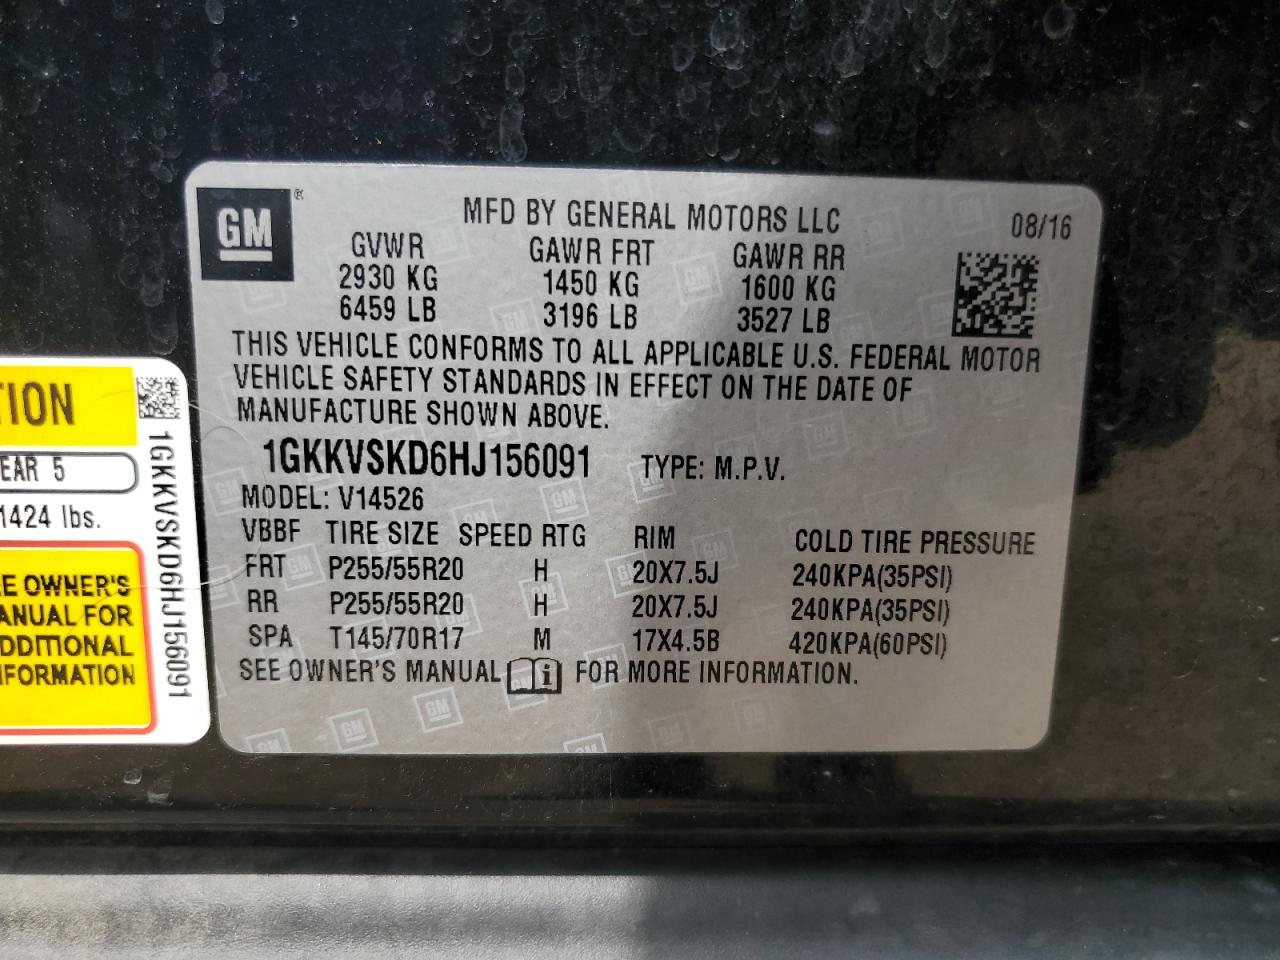 GM ®
MFD BY GENERAL MOTORS LLC
08/16
GVWR GAWR FRT GAWR RR
2930 KG 1450 KG 1600 KG
6459 LB 3196 LB 3527 LB
THIS VEHICLE CONFORMS TO ALL APPLICABLE U.S. FEDERAL MOTOR
VEHICLE SAFETY STANDARDS IN EFFECT ON THE DATE OF
MANUFACTURE SHOWN ABOVE.
1GKKVSKD6HJ156091 TYPE: M.P.V.
MODEL: V14526
VBBF TIRE SIZE SPEED RTG RIM COLD TIRE PRESSURE
FRT P255/55R20 H 20X7.5J 240KPA(35PSI)
RR P255/55R20 H 20X7.5J 240KPA(35PSI)
SPA T145/70R17 M 17X4.5B 420KPA(60PSI)
SEE OWNER'S MANUAL i FOR MORE INFORMATION.
TION
EAR 5
1424 lbs.
E OWNER'S
ANUAL FOR
DDITIONAL
FORMATION
1GKKVSKD6HJ156091